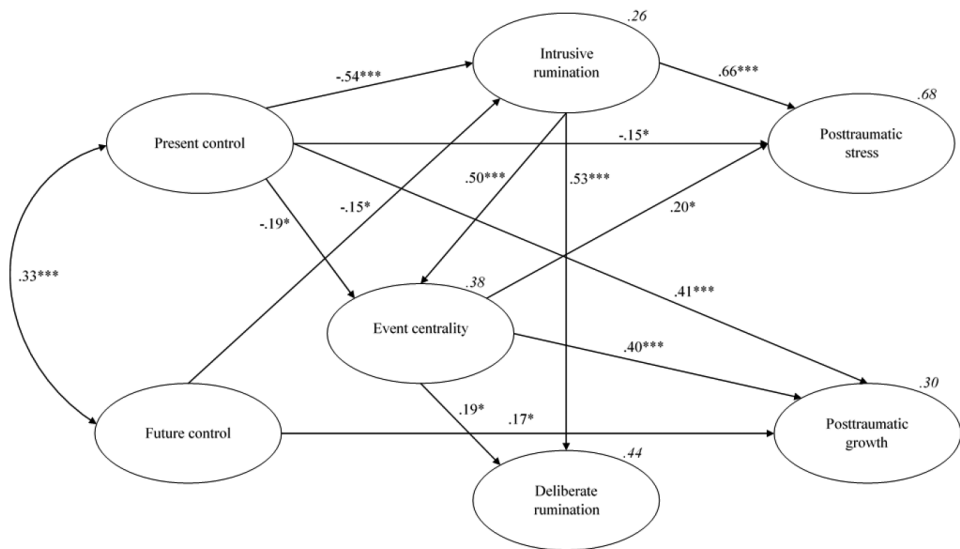 .26
Intrusive
rumination
-.54***
.66***
.68
Present control
Posttraumatic
stress
-.15*
.50***
.53***
-.15*
-.19*
.20*
.33***
.38
.41***
Event centrality
.40***
.30
.19*
.17*
Future control
Posttraumatic
growth
.44
Deliberate
rumination